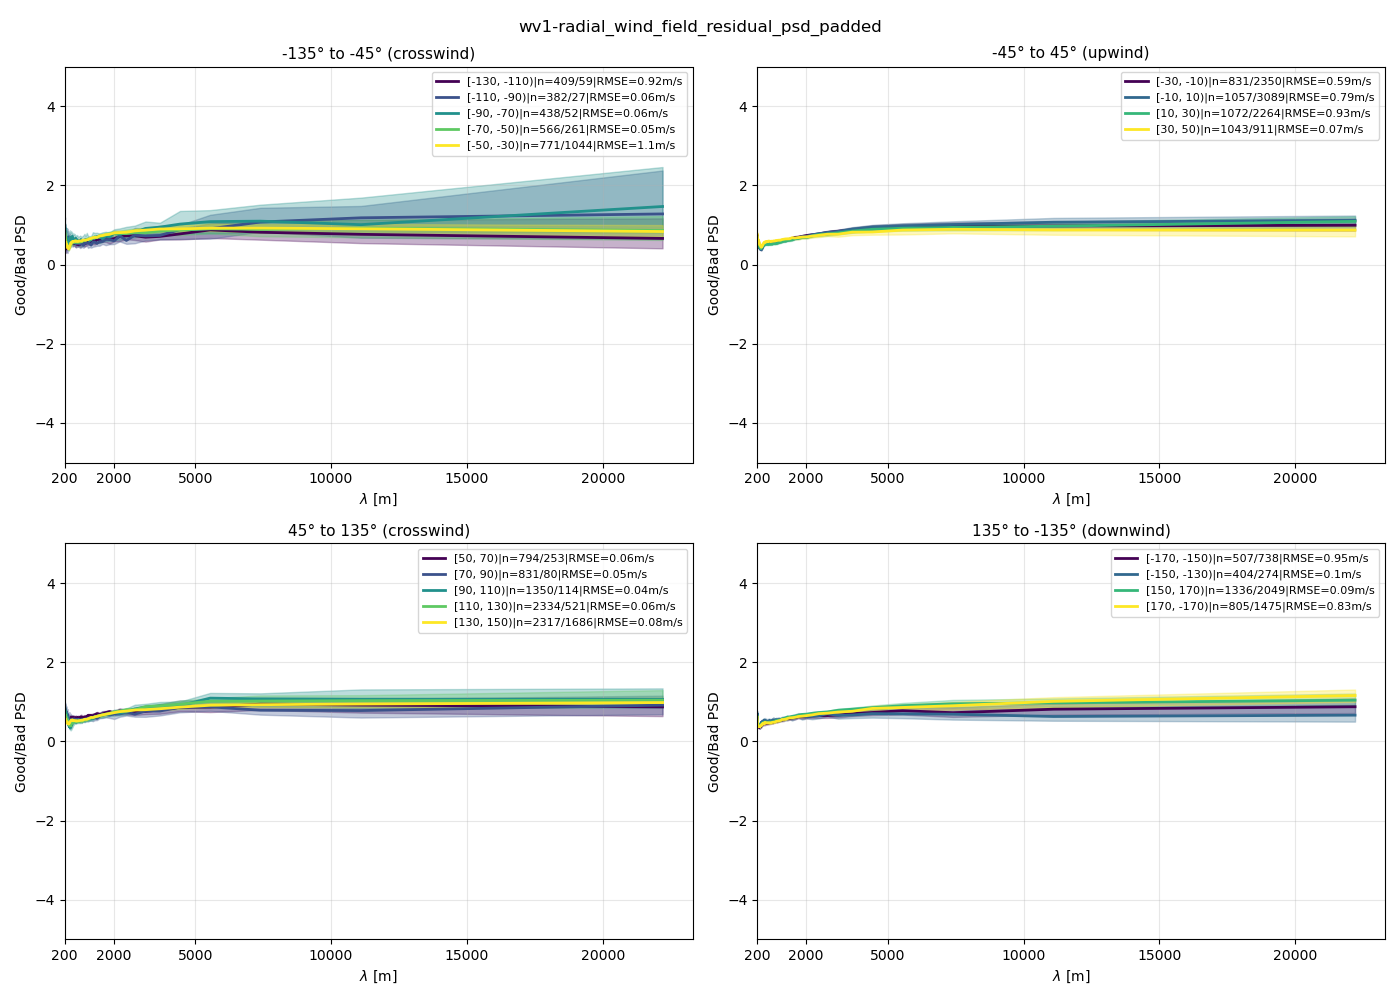 wv1-radial_wind_field_residual_psd_padded
-135° to -45° (crosswind)
[-130, -110)|n=409/59|RMSE=0.92m/s
[-110, -90)|n=382/27|RMSE=0.06m/s
[-90, -70)|n=438/52|RMSE=0.06m/s
[-70, -50)|n=566/261|RMSE=0.05m/s
[-50, -30)|n=771/1044|RMSE=1.1m/s
Good/Bad PSD
4
2
0
−2
−4
200 2000 5000 10000 15000 20000
λ [m]
-45° to 45° (upwind)
[-30, -10)|n=831/2350|RMSE=0.59m/s
[-10, 10)|n=1057/3089|RMSE=0.79m/s
[10, 30)|n=1072/2264|RMSE=0.93m/s
[30, 50)|n=1043/911|RMSE=0.07m/s
Good/Bad PSD
4
2
0
−2
−4
200 2000 5000 10000 15000 20000
λ [m]
45° to 135° (crosswind)
[50, 70)|n=794/253|RMSE=0.06m/s
[70, 90)|n=831/80|RMSE=0.05m/s
[90, 110)|n=1350/114|RMSE=0.04m/s
[110, 130)|n=2334/521|RMSE=0.06m/s
[130, 150)|n=2317/1686|RMSE=0.08m/s
Good/Bad PSD
4
2
0
−2
−4
200 2000 5000 10000 15000 20000
λ [m]
135° to -135° (downwind)
[-170, -150)|n=507/738|RMSE=0.95m/s
[-150, -130)|n=404/274|RMSE=0.1m/s
[150, 170)|n=1336/2049|RMSE=0.09m/s
[170, -170)|n=805/1475|RMSE=0.83m/s
Good/Bad PSD
4
2
0
−2
−4
200 2000 5000 10000 15000 20000
λ [m]